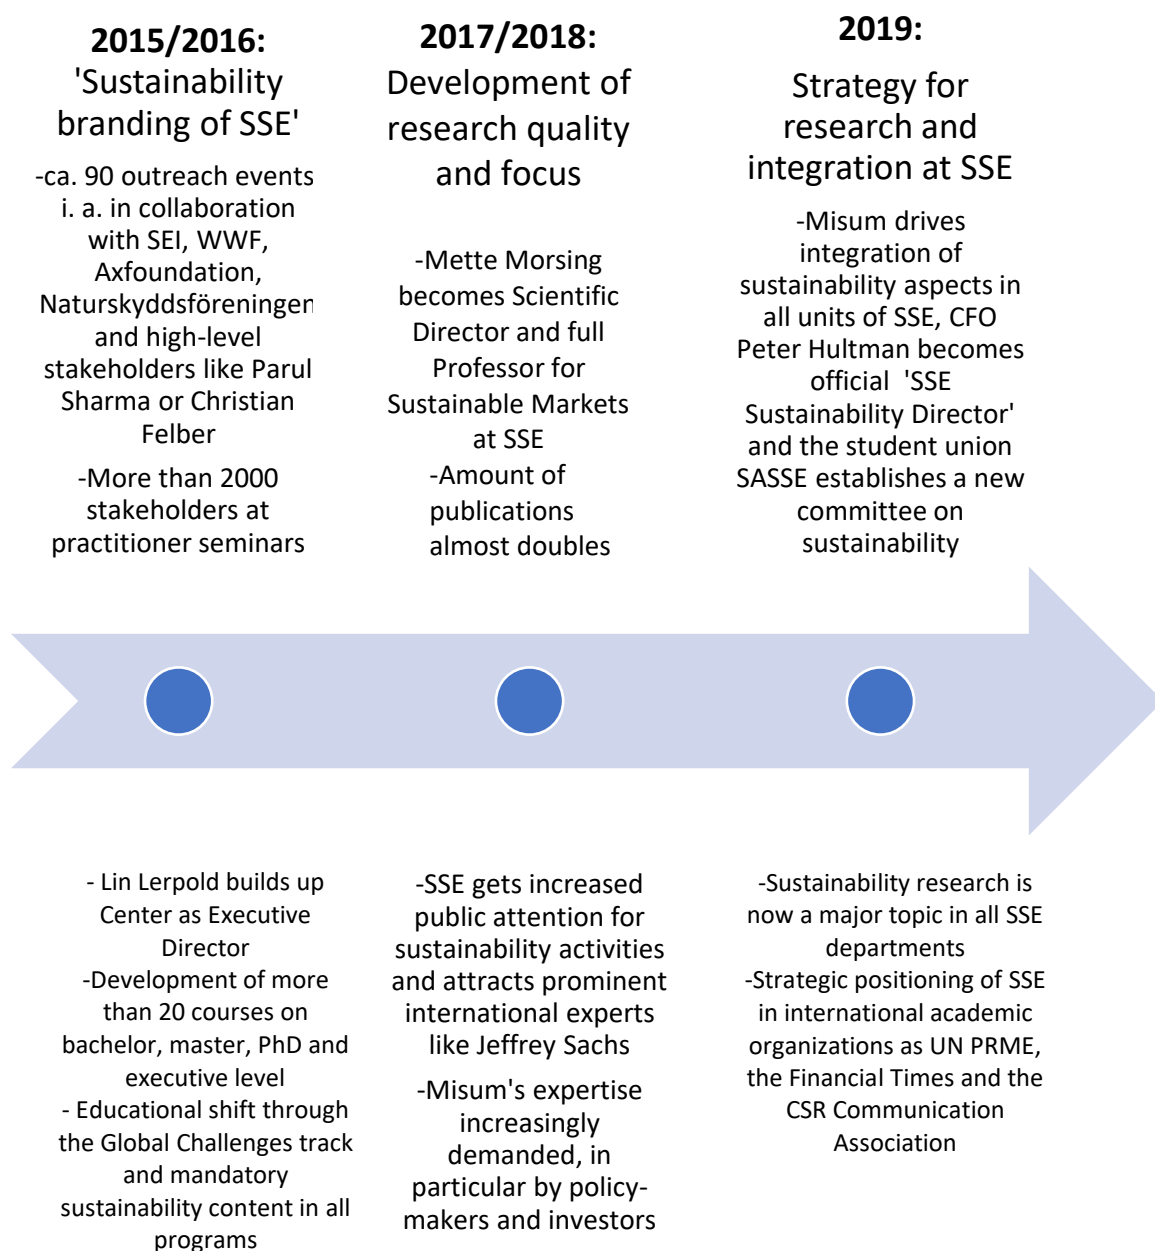 2015/2016:
'Sustainability
branding of SSE'
-ca. 90 outreach events
i. a. in collaboration
with SEI, WWF,
Axfoundation,
Naturskyddsföreningen
and high-level
stakeholders like Parul
Sharma or Christian
Felber
-More than 2000
stakeholders at
practitioner seminars
2017/2018:
Development of
research quality
and focus
-Mette Morsing
becomes Scientific
Director and full
Professor for
Sustainable Markets
at SSE
-Amount of
publications
almost doubles
2019:
Strategy for
research and
integration at SSE
-Misum drives
integration of
sustainability aspects in
all units of SSE, CFO
Peter Hultman becomes
official 'SSE
Sustainability Director'
and the student union
SASSE establishes a new
committee on
sustainability
- Lin Lerpold builds up
Center as Executive
Director
-Development of more
than 20 courses on
bachelor, master, PhD and
executive level
- Educational shift through
the Global Challenges track
and mandatory
sustainability content in all
programs
-SSE gets increased
public attention for
sustainability activities
and attracts prominent
international experts
like Jeffrey Sachs
-Misum's expertise
increasingly
demanded, in
particular by policy-
makers and investors
-Sustainability research is
now a major topic in all SSE
departments
-Strategic positioning of SSE
in international academic
organizations as UN PRME,
the Financial Times and the
CSR Communication
Association